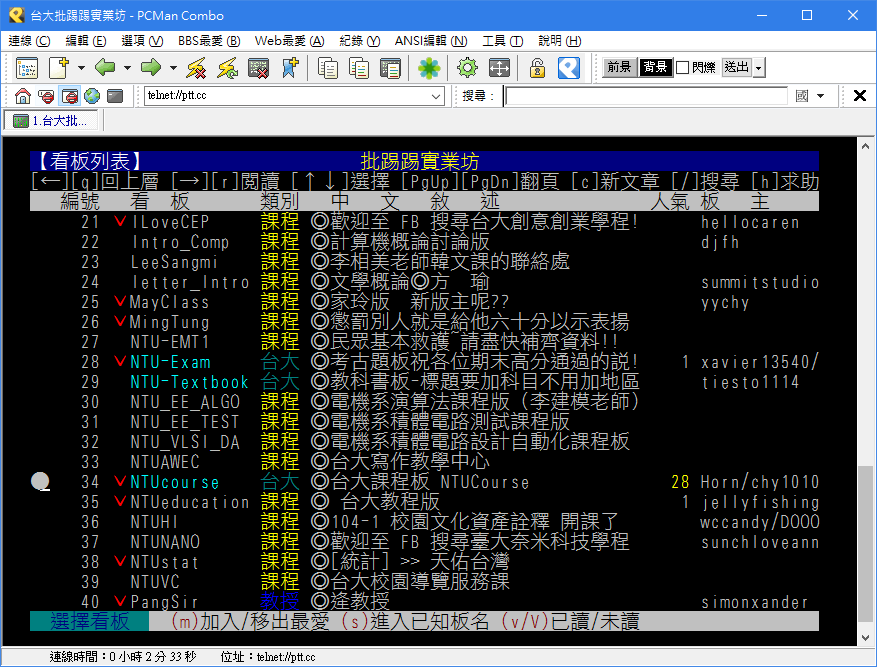 台大批踢踢實業坊 - PCMan Combo
連線 (C) 編輯 (E) 選項 (V) BBS最愛 (B) Web最愛 (A) 紀錄 (Y) ANSI編輯 (N) 工具 (T) 說明 (H)
前景 背景 閃爍 送出
telnet://ptt.cc 搜尋： 國
1.台大批...
【看板列表】 批踢踢實業坊
[←][q]回上層 [→][r]閱讀 [↑↓]選擇 [PgUp][PgDn]翻頁 [c]新文章 [/]搜尋 [h]求助
編號 看 板 類別 中 文 敘 述 人氣 板 主
21 ˇILoveCEP 課程 ◎歡迎至 FB 搜尋台大創意創業學程! hellocaren
22 Intro_Comp 課程 ◎計算機概論討論版 djfh
23 LeeSangmi 課程 ◎李相美老師韓文課的聯絡處
24 letter_Intro 課程 ◎文學概論◎方 瑜 summitstudio
25 ˇMayClass 課程 ◎家玲版 新版主呢?? yychy
26 ˇMingTung 課程 ◎懲罰別人就是給他六十分以示表揚
27 NTU-EMT1 課程 ◎民眾基本救護 請盡快補齊資料!!
28 ˇNTU-Exam 台大 ◎考古題板祝各位期末高分通過的説! 1 xavier13540/
29 NTU-Textbook 台大 ◎教科書板-標題要加科目不用加地區 tiesto1114
30 NTU_EE_ALGO 課程 ◎電機系演算法課程版（李建模老師）
31 NTU_EE_TEST 課程 ◎電機系積體電路測試課程版
32 NTU_VLSI_DA 課程 ◎電機系積體電路設計自動化課程板
33 NTUAWEC 課程 ◎台大寫作教學中心
● 34 ˇNTUcourse 台大 ◎台大課程板 NTUCourse 28 Horn/chy1010
35 ˇNTUeducation 課程 ◎ 台大教程版 1 jellyfishing
36 NTUHI 課程 ◎104-1 校園文化資產詮釋 開課了 wccandy/DOOO
37 NTUNANO 課程 ◎歡迎至 FB 搜尋臺大奈米科技學程 sunchloveann
38 ˇNTUstat 課程 ◎[統計] >> 天佑台灣
39 NTUVC 課程 ◎台大校園導覽服務課
40 ˇPangSir 教授 ◎逄教授 simonxander
選擇看板 (m)加入/移出最愛 (s)進入已知板名 (v/V)已讀/未讀
連線時間：0 小時 2 分 33 秒 位址：telnet://ptt.cc